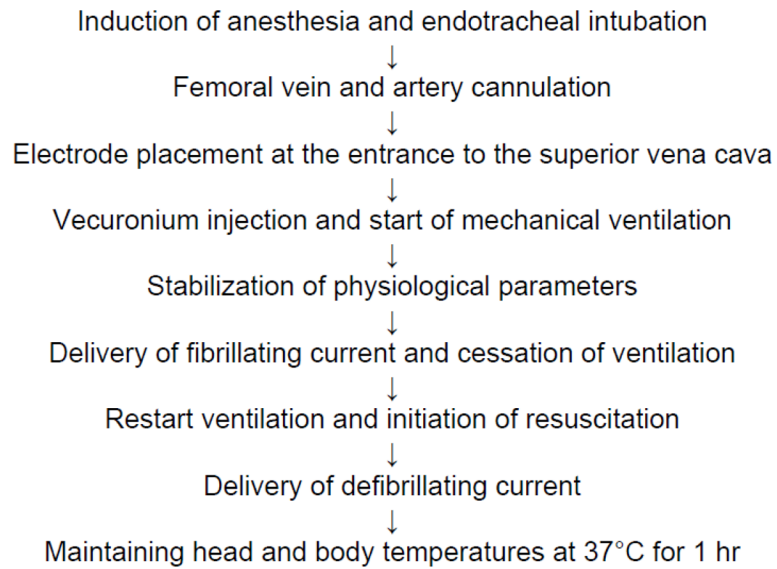 Induction of anesthesia and endotracheal intubation
↓
Femoral vein and artery cannulation
↓
Electrode placement at the entrance to the superior vena cava
↓
Vecuronium injection and start of mechanical ventilation
↓
Stabilization of physiological parameters
↓
Delivery of fibrillating current and cessation of ventilation
↓
Restart ventilation and initiation of resuscitation
↓
Delivery of defibrillating current
↓
Maintaining head and body temperatures at 37°C for 1 hr